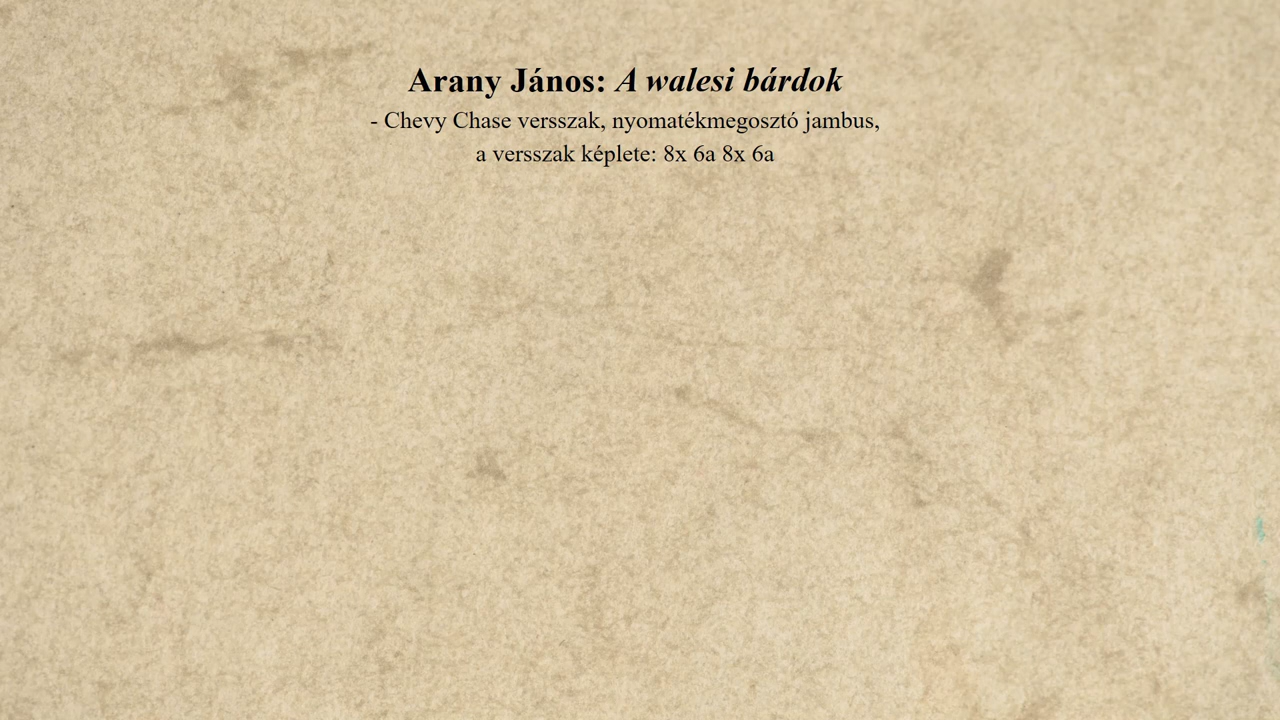 Arany János: A walesi bárdok
- Chevy Chase versszak, nyomatékmegosztó jambus,
a versszak képlete: 8x 6a 8x 6a